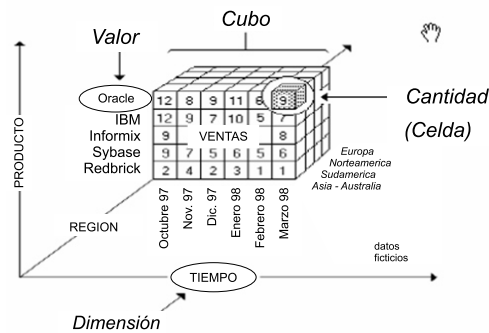 Cubo
Valor
Oracle
12 8 9 11 6 9
Cantidad
(Celda)
IBM
12 9 7 10 5 7
Informix
9 VENTAS 8
Sybase
9 7 5 6 5 6
Redbrick
2 4 2 3 1 1
Europa
Norteamerica
Sudamerica
Asia - Australia
PRODUCTO
REGION
Octubre 97
Nov. 97
Dic. 97
Enero 98
Febrero 98
Marzo 98
datos
ficticios
TIEMPO
Dimensión